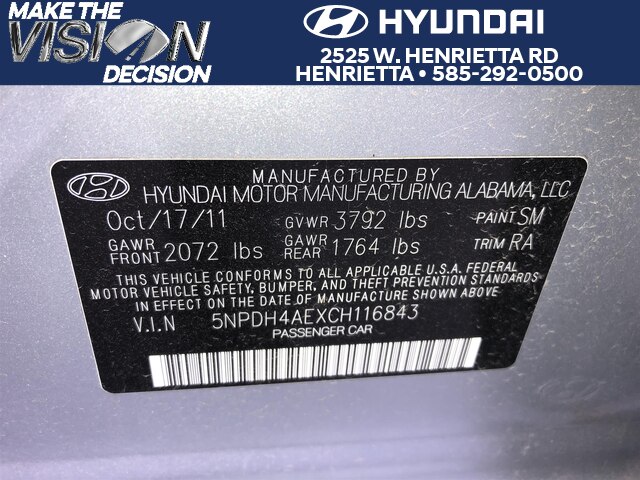 MAKE THE
VISION
DECISION
HYUNDAI
2525 W. HENRIETTA RD
HENRIETTA • 585-292-0500
MANUFACTURED BY
HYUNDAI MOTOR MANUFACTURING ALABAMA, LLC
Oct/17/11 GVWR 3792 lbs PAINT SM
GAWR FRONT 2072 lbs GAWR REAR 1764 lbs TRIM RA
THIS VEHICLE CONFORMS TO ALL APPLICABLE U.S.A. FEDERAL
MOTOR VEHICLE SAFETY, BUMPER, AND THEFT PREVENTION STANDARDS
IN EFFECT ON THE DATE OF MANUFACTURE SHOWN ABOVE.
V.I.N 5NPDH4AEXCH116843
PASSENGER CAR